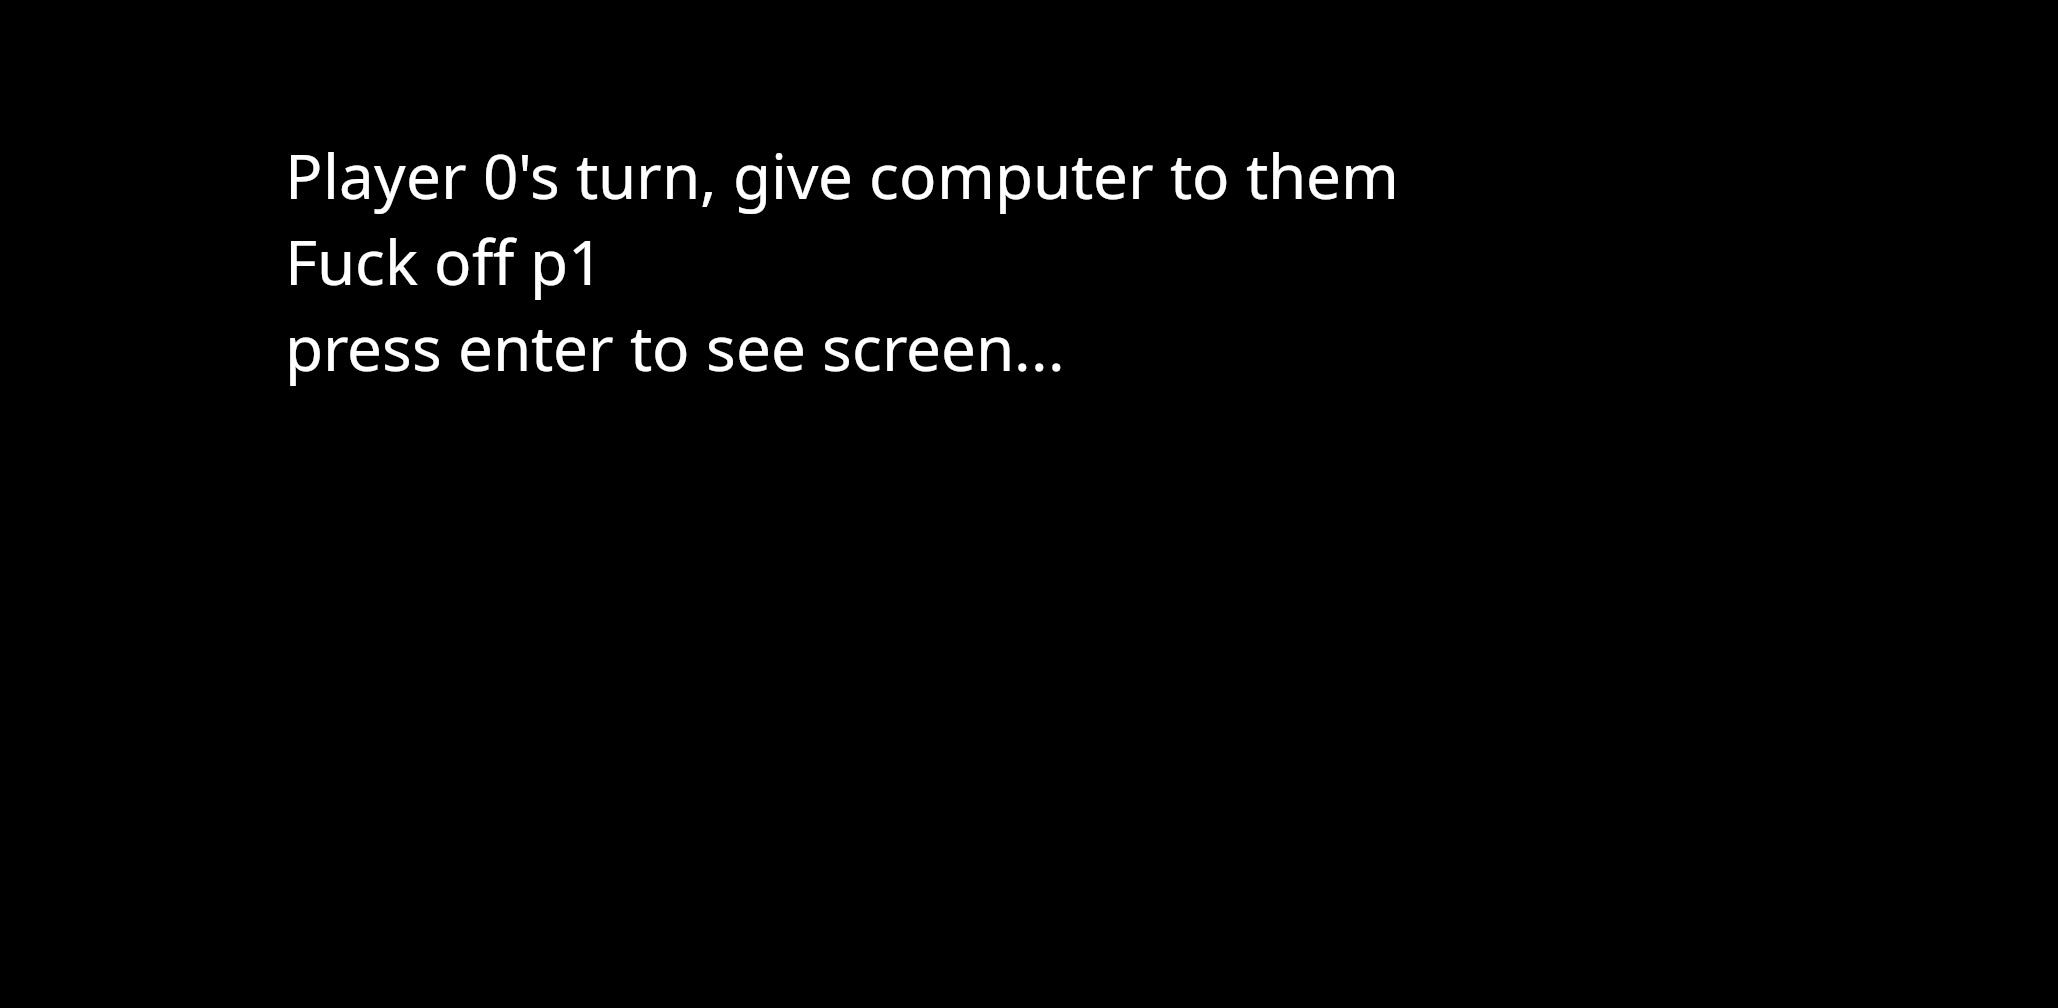 Player 0's turn, give computer to them
Fuck off p1
press enter to see screen...